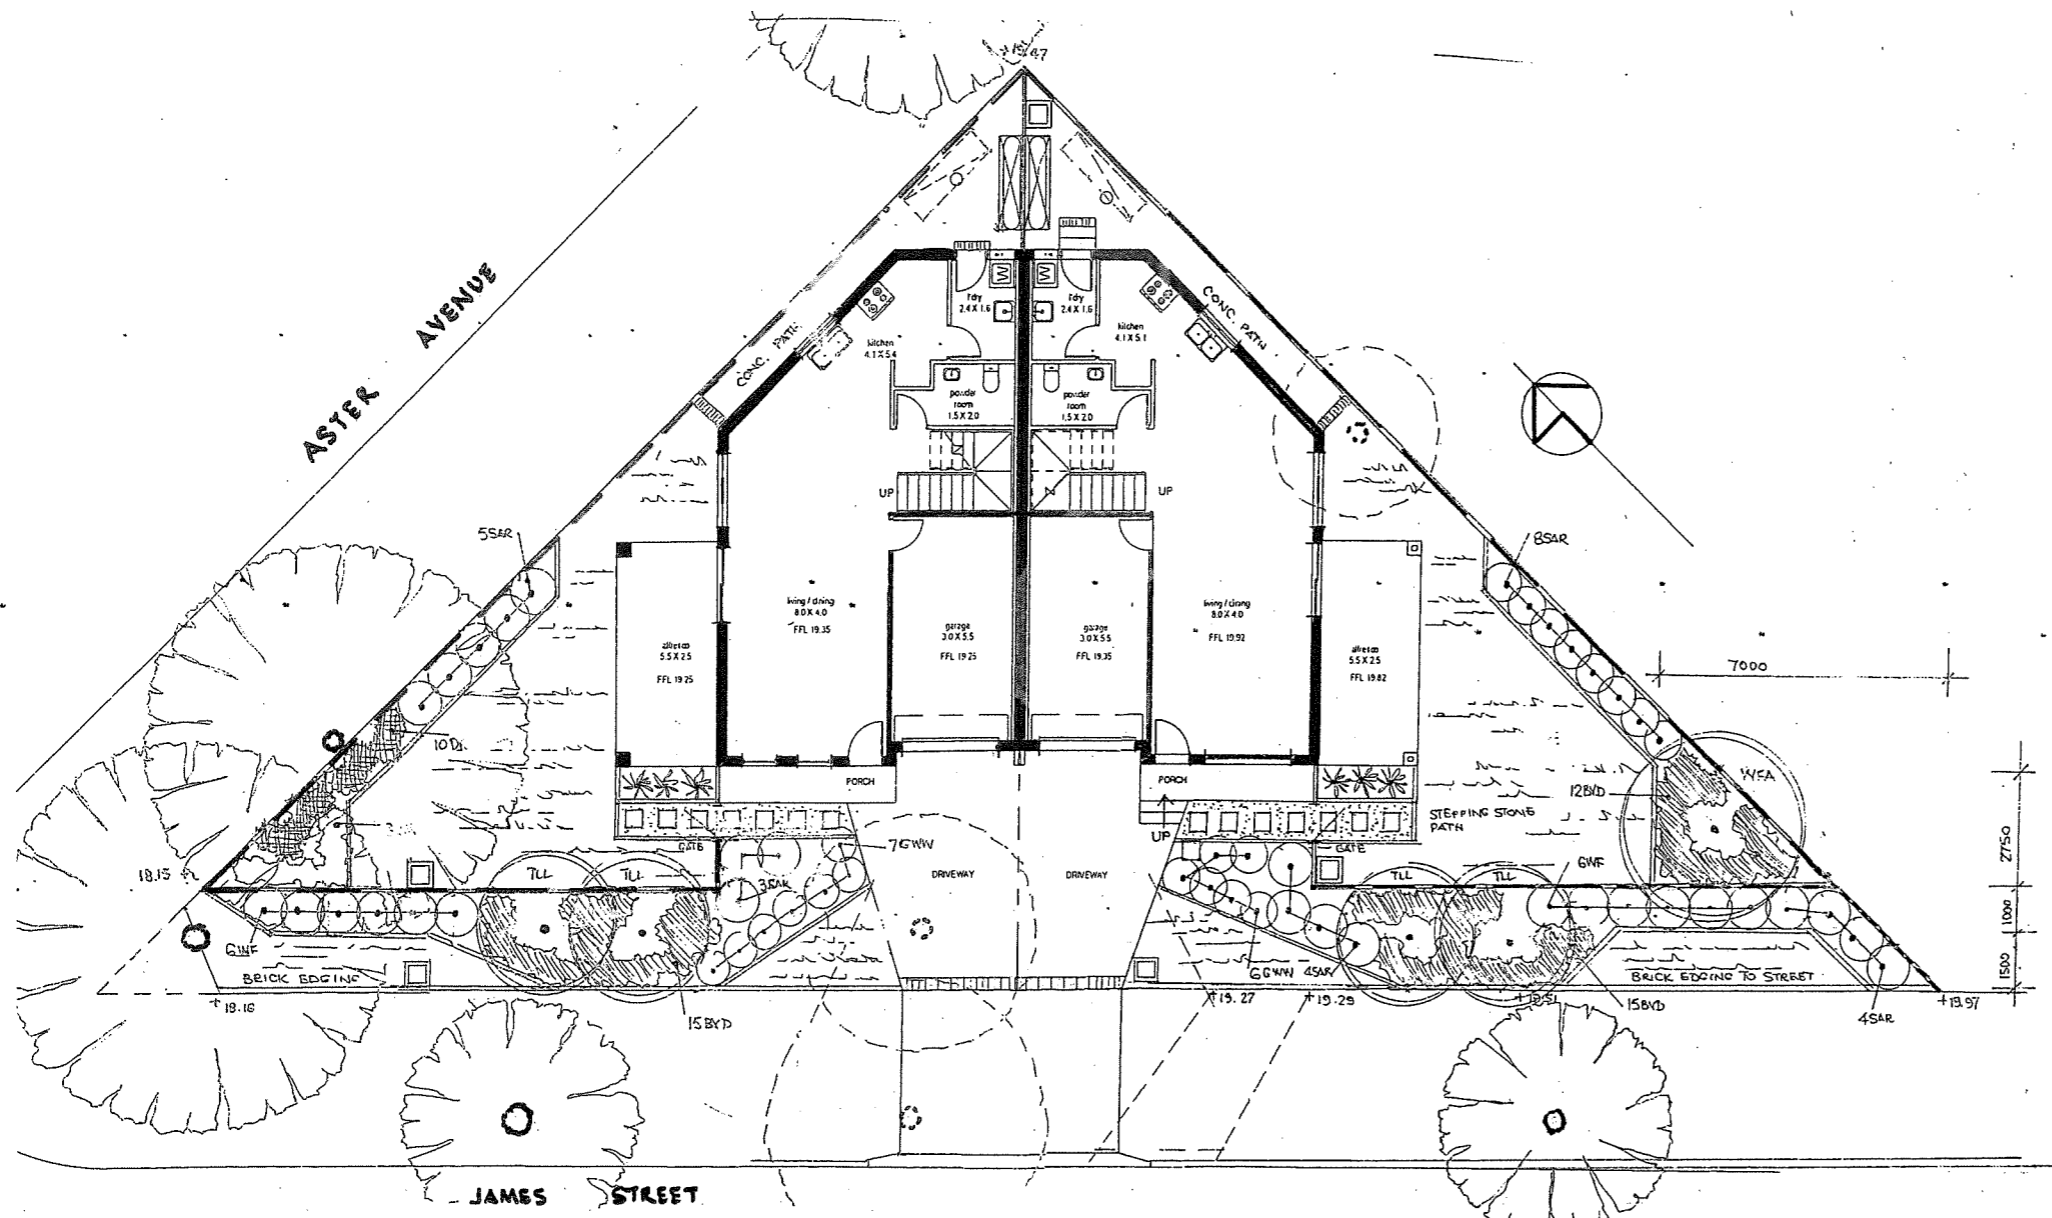 ASTER AVENUE
CONC. PATH
CONC. PATH
l'dry
2.4 X 1.6
l'dry
2.4 X 1.6
kitchen
4.1 X 5.4
kitchen
4.1 X 5.1
powder
room
1.5 X 2.0
powder
room
1.5 X 2.0
UP
UP
5SAR
8SAR
living / dining
8.0 X 4.0
FFL 19.35
garage
3.0 X 5.5
FFL 19.25
garage
3.0 X 5.5
FFL 19.35
living / dining
8.0 X 4.0
FFL 19.92
alfresco
5.5 X 2.5
FFL 19.25
alfresco
5.5 X 2.5
FFL 19.82
7000
PORCH
PORCH
WFA
12BYD
STEPPING STONE
PATH
UP
GATE
GATE
7GWW
2750
18.15
TLL
TLL
3SAR
DRIVEWAY
DRIVEWAY
TLL
TLL
GWF
1000
BRICK EDGING
6GWW
4SAR
BRICK EDGING TO STREET
1500
19.27
19.29
15BYD
15BYD
4SAR
19.97
JAMES STREET